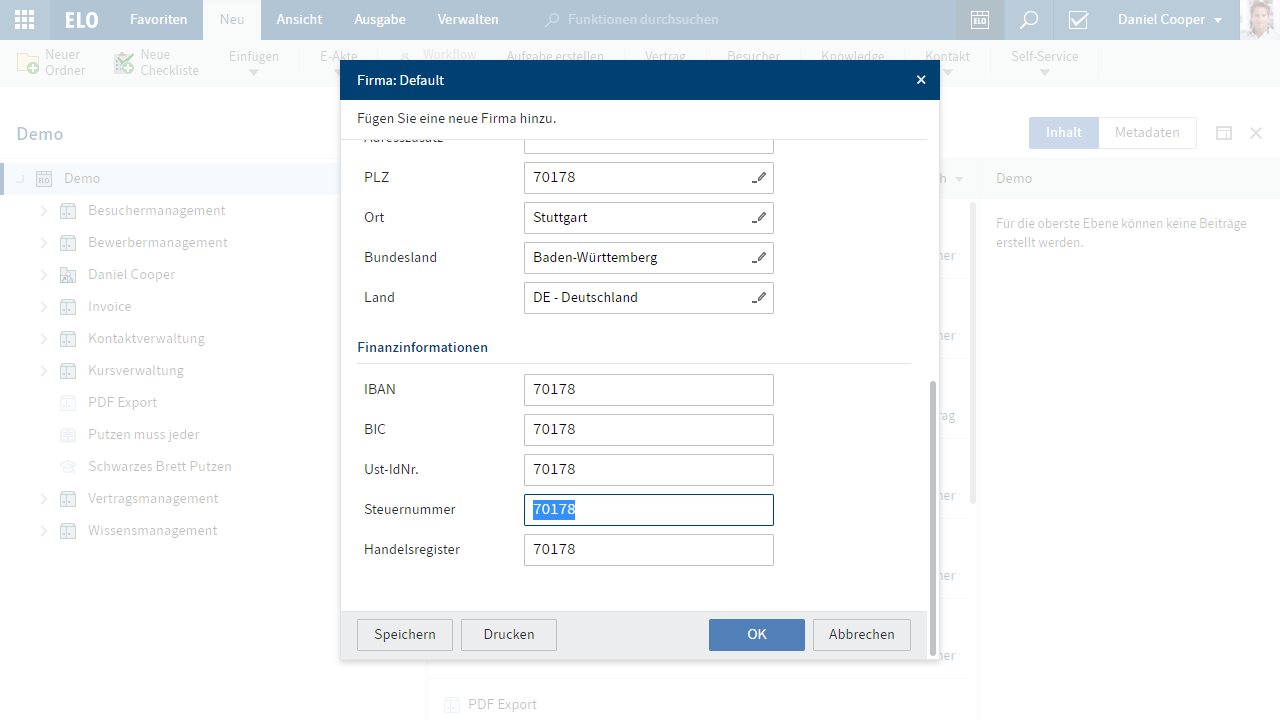 ELO Favoriten Neu Ansicht Ausgabe Verwalten Funktionen durchsuchen ELO Daniel Cooper
Neuer Ordner
Neue Checkliste
Einfügen
E-Akte
Workflow
Aufgabe erstellen
Vertrag
Besucher
Knowledge
Kontakt
Self-Service
Firma: Default
Fügen Sie eine neue Firma hinzu.
Demo
Inhalt Metadaten
Demo
Besuchermanagement
Bewerbermanagement
Daniel Cooper
Invoice
Kontaktverwaltung
Kursverwaltung
PDF Export
Putzen muss jeder
Schwarzes Brett Putzen
Vertragsmanagement
Wissensmanagement
Adresszusatz
PLZ 70178
Ort Stuttgart
Bundesland Baden-Württemberg
Land DE - Deutschland
Finanzinformationen
IBAN 70178
BIC 70178
Ust-IdNr. 70178
Steuernummer 70178
Handelsregister 70178
Speichern Drucken OK Abbrechen
PDF Export
Demo
Für die oberste Ebene können keine Beiträge
erstellt werden.